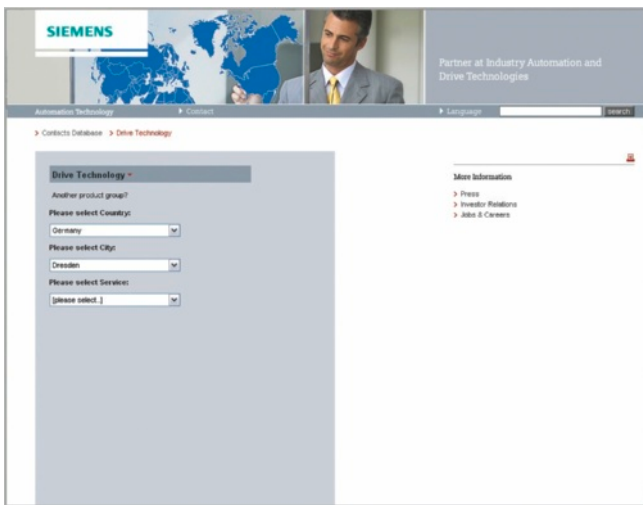 SIEMENS
Partner at Industry Automation and
Drive Technologies
Automation Technology
Contact
Language
search
Contacts Database
Drive Technology
Drive Technology
Another product group?
Please select Country:
Germany
Please select City:
Dresden
Please select Service:
[please select..]
More Information
Press
Investor Relations
Jobs & Careers